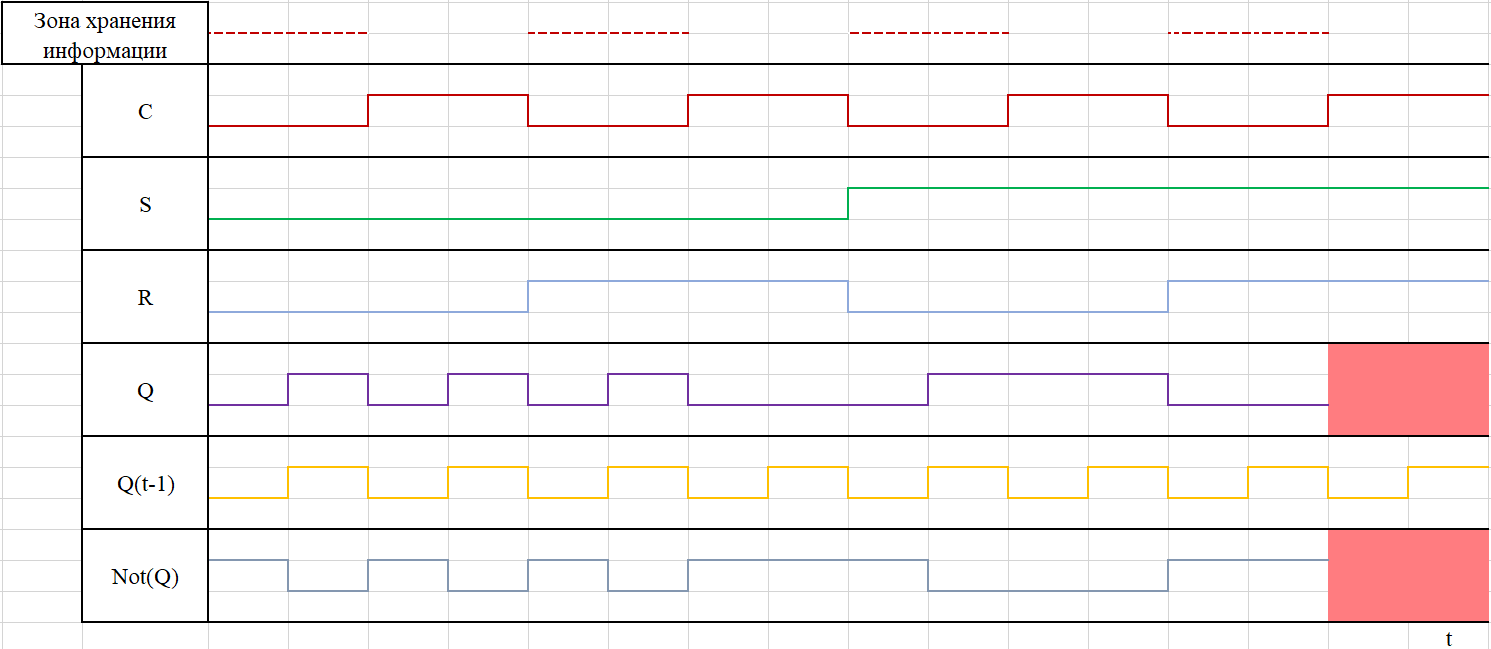 Зона хранения
информации
C
S
R
Q
Q(t-1)
Not(Q)
t